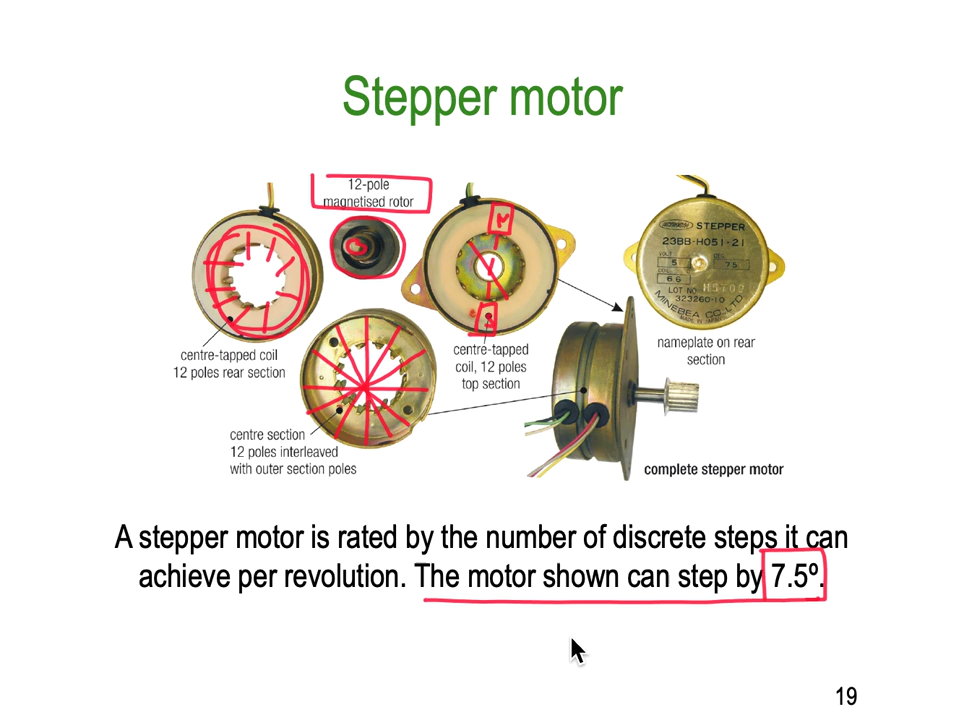 Stepper motor
12-pole
magnetised rotor
centre-tapped coil
12 poles rear section
centre section
12 poles interleaved
with outer section poles
centre-tapped
coil, 12 poles
top section
STEPPER
23BB-H051-21
VOLT
5
7.5
6.6
LOT NO
323260-10
MINEBEA CO., LTD
nameplate on rear
section
complete stepper motor
A stepper motor is rated by the number of discrete steps it can
achieve per revolution. The motor shown can step by 7.5º.
19